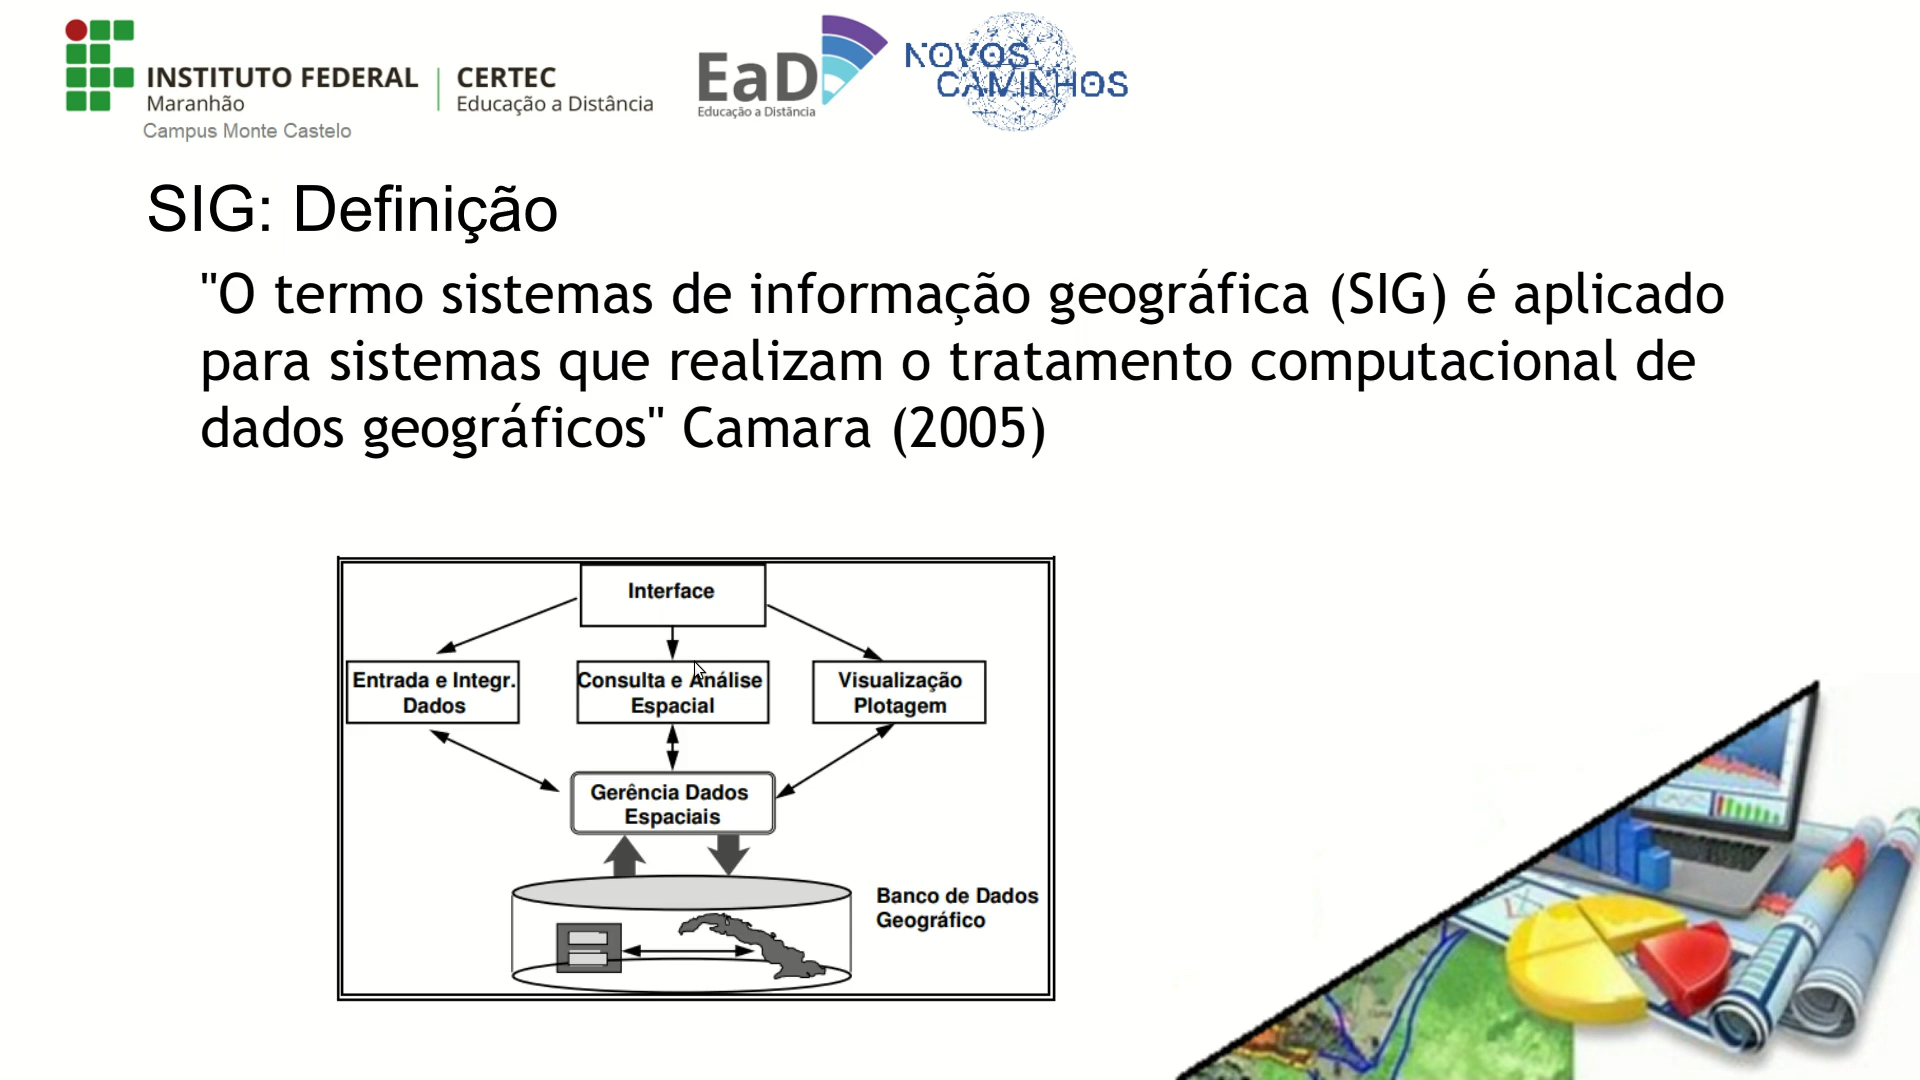 INSTITUTO FEDERAL
Maranhão
Campus Monte Castelo
CERTEC
Educação a Distância
EaD
Educação a Distância
NOVOS
CAMINHOS
SIG: Definição
"O termo sistemas de informação geográfica (SIG) é aplicado
para sistemas que realizam o tratamento computacional de
dados geográficos" Camara (2005)
Interface
Entrada e Integr.
Dados
Consulta e Análise
Espacial
Visualização
Plotagem
Gerência Dados
Espaciais
Banco de Dados
Geográfico